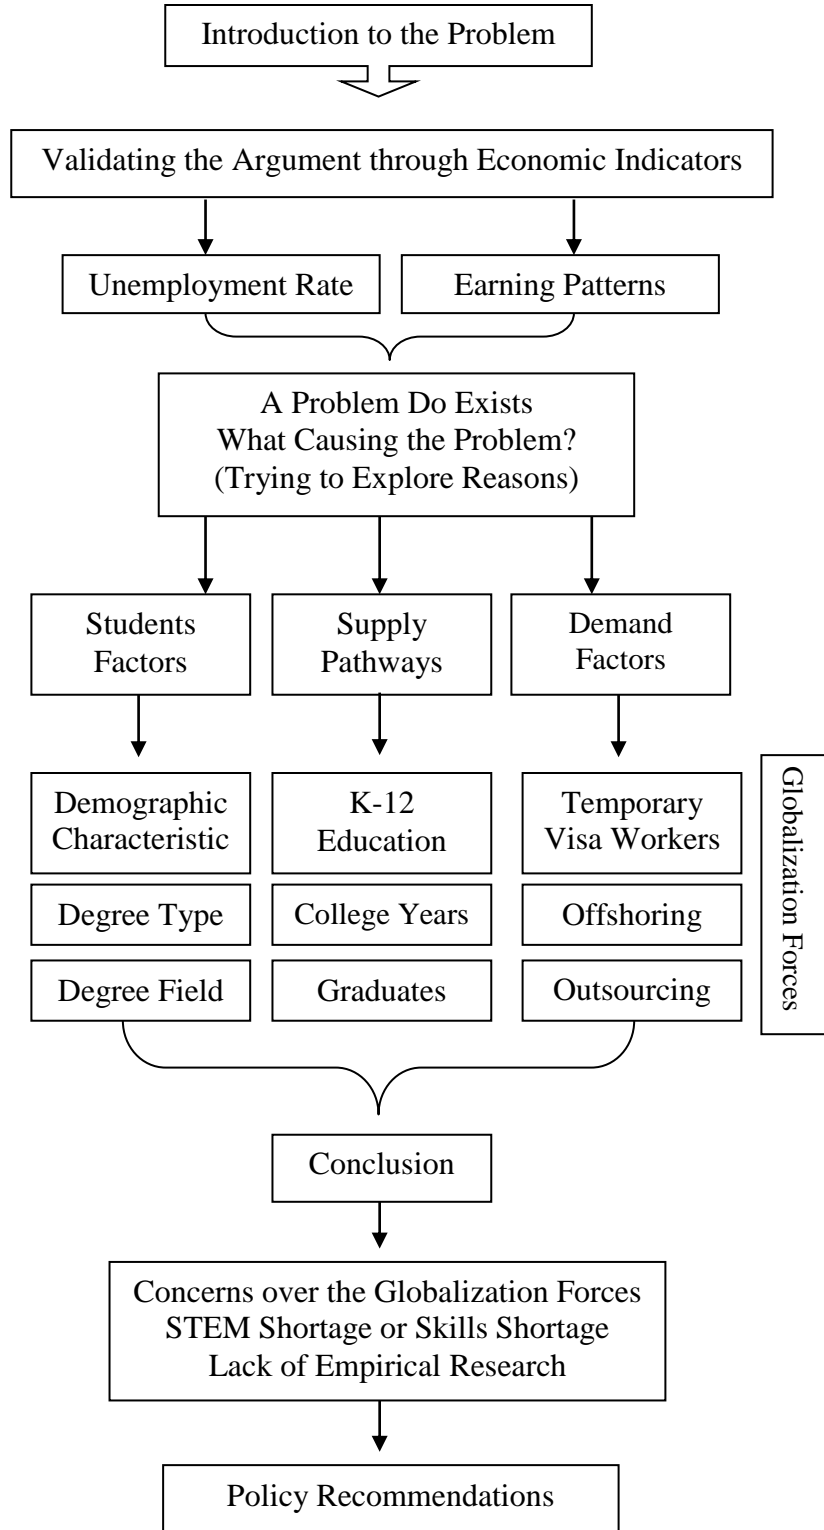 Introduction to the Problem
Validating the Argument through Economic Indicators
Unemployment Rate
Earning Patterns
A Problem Do Exists
What Causing the Problem?
(Trying to Explore Reasons)
Students
Factors
Supply
Pathways
Demand
Factors
Demographic
Characteristic
K-12
Education
Temporary
Visa Workers
Degree Type
College Years
Offshoring
Degree Field
Graduates
Outsourcing
Globalization Forces
Conclusion
Concerns over the Globalization Forces
STEM Shortage or Skills Shortage
Lack of Empirical Research
Policy Recommendations